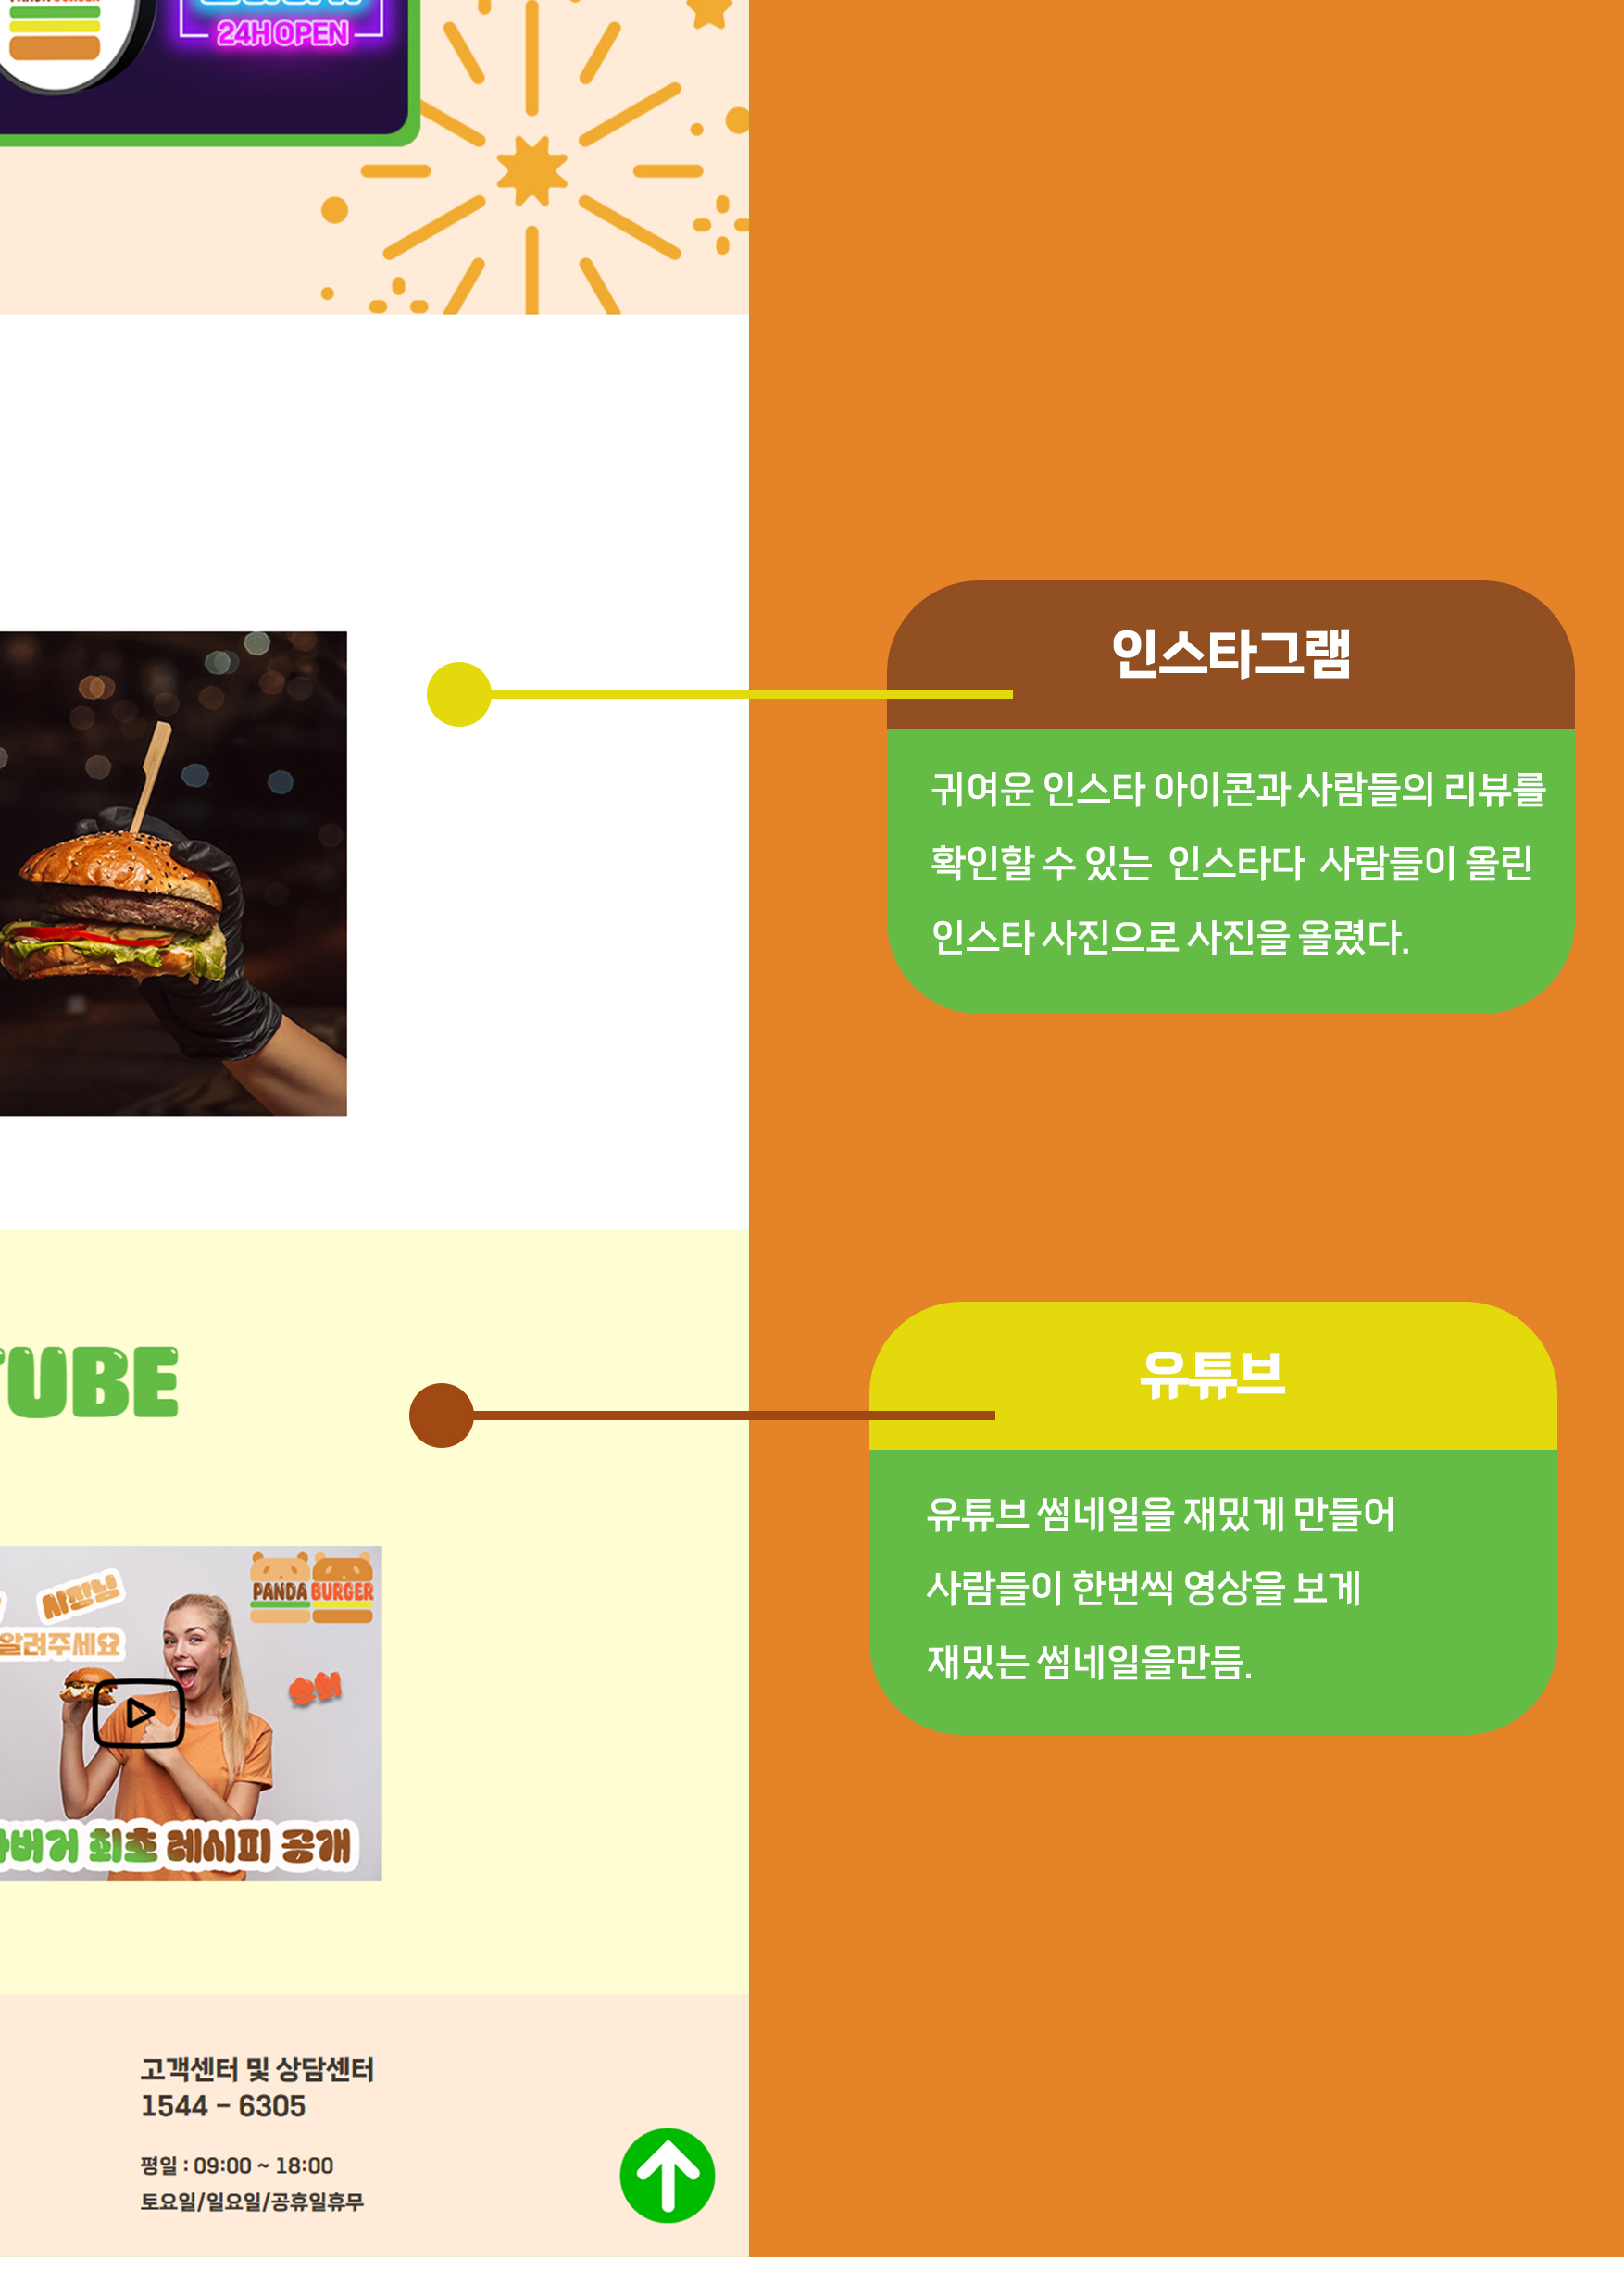 24H OPEN
인스타그램
귀여운 인스타 아이콘과 사람들의 리뷰를
확인할 수 있는 인스타다 사람들이 올린
인스타 사진으로 사진을 올렸다.
TUBE
유튜브
유튜브 썸네일을 재밌게 만들어
사람들이 한번씩 영상을 보게
재밌는 썸네일을만듬.
사장님
PANDA BURGER
알려주세요
오픽
버거 최초 레시피 공개
고객센터 및 상담센터
1544 - 6305
평일 : 09:00 ~ 18:00
토요일/일요일/공휴일휴무